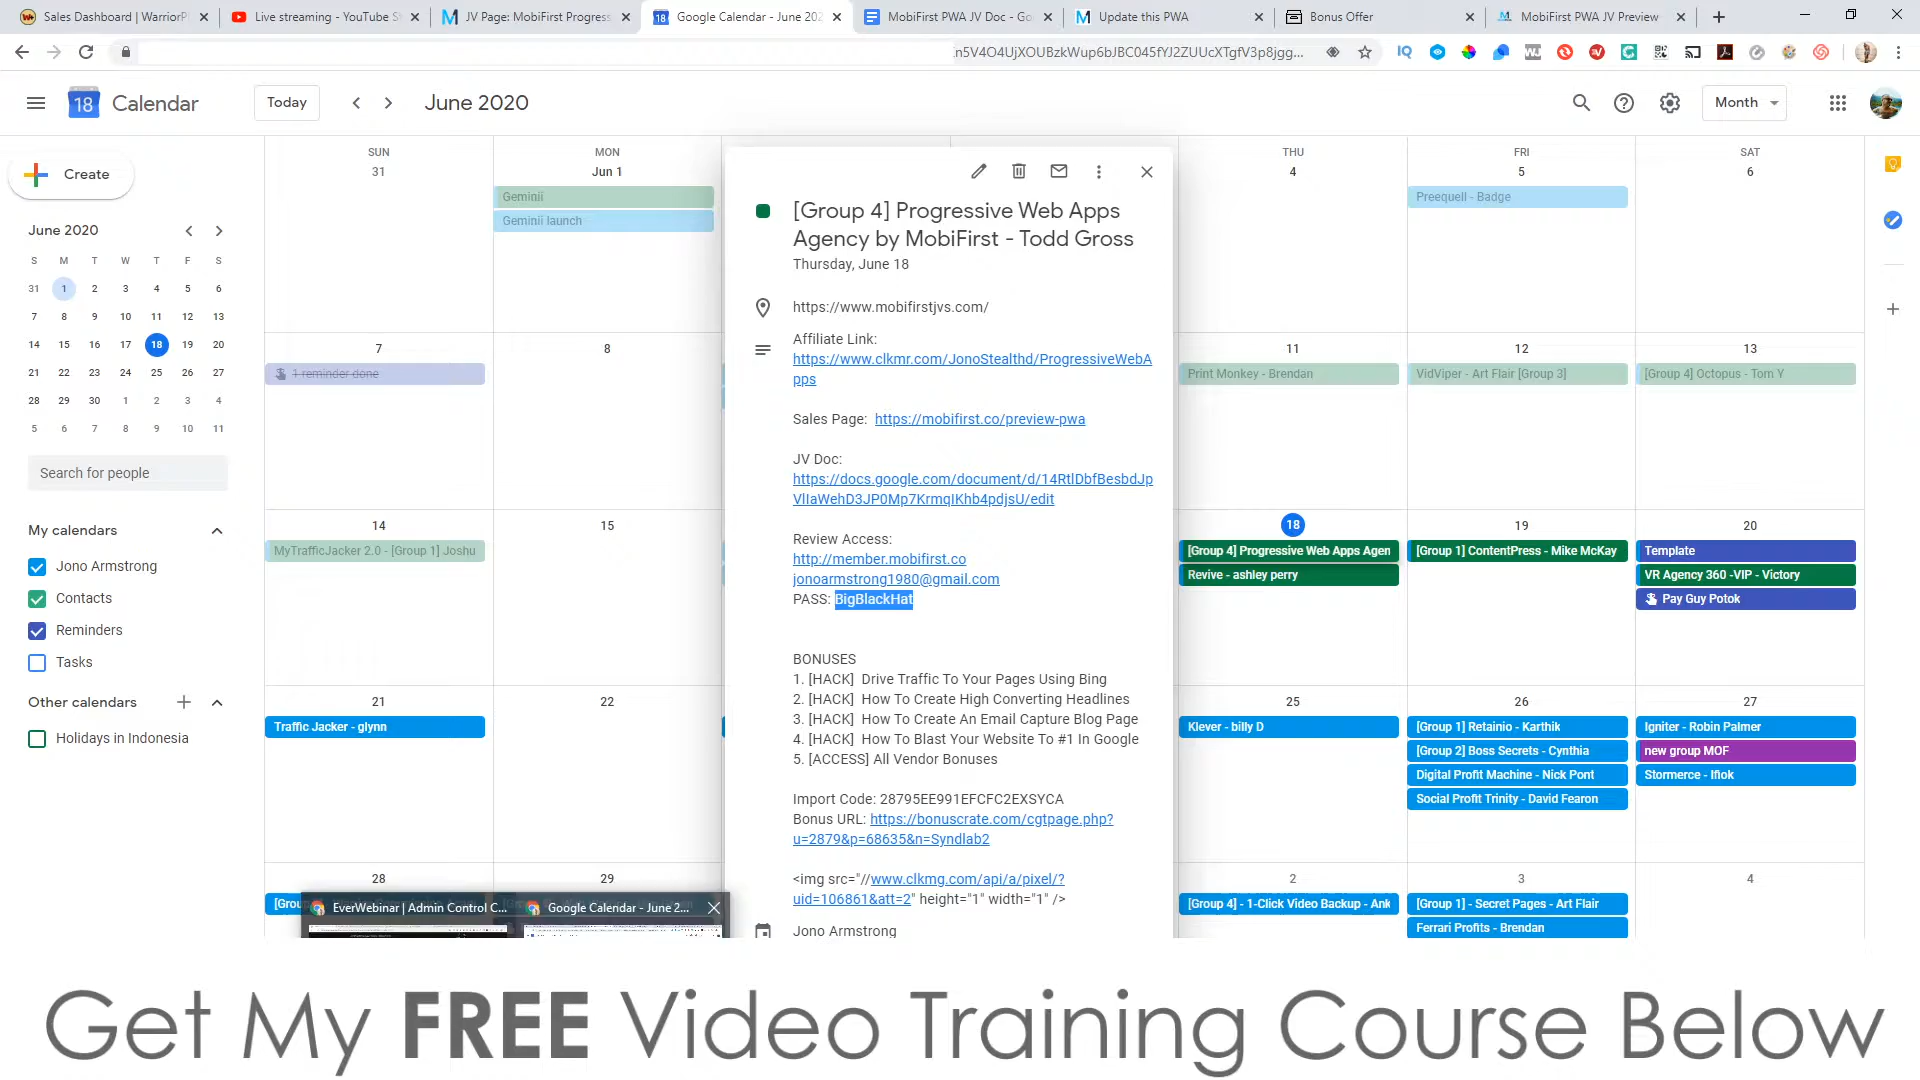 Sales Dashboard | WarriorP
Live streaming - YouTube S
JV Page: MobiFirst Progress
Google Calendar - June 202
MobiFirst PWA JV Doc - Go
Update this PWA
Bonus Offer
MobiFirst PWA JV Preview
n5V4O4UjXOUBzkWup6bJBC045fYJ2ZUUcXTgfV3p8jgg...
18 Calendar
Today
June 2020
Month
Create
June 2020
S M T W T F S
31 1 2 3 4 5 6
7 8 9 10 11 12 13
14 15 16 17 18 19 20
21 22 23 24 25 26 27
28 29 30 1 2 3 4
5 6 7 8 9 10 11
Search for people
My calendars
Jono Armstrong
Contacts
Reminders
Tasks
Other calendars
Holidays in Indonesia
SUN MON THU FRI SAT
31 Jun 1 4 5 6
Geminii
Geminii launch
Preequell - Badge
7 8 11 12 13
1 reminder done
Print Monkey - Brendan
VidViper - Art Flair [Group 3]
[Group 4] Octopus - Tom Y
14 15 18 19 20
MyTrafficJacker 2.0 - [Group 1] Joshu
[Group 4] Progressive Web Apps Agen
Revive - ashley perry
[Group 1] ContentPress - Mike McKay
Template
VR Agency 360 -VIP - Victory
Pay Guy Potok
21 22 25 26 27
Traffic Jacker - glynn
Klever - billy D
[Group 1] Retainio - Karthik
[Group 2] Boss Secrets - Cynthia
Digital Profit Machine - Nick Pont
Social Profit Trinity - David Fearon
Igniter - Robin Palmer
new group MOF
Stormerce - Ifiok
28 29 2 3 4
[Grou
[Group 4] - 1-Click Video Backup - Ank
[Group 1] - Secret Pages - Art Flair
Ferrari Profits - Brendan
[Group 4] Progressive Web Apps
Agency by MobiFirst - Todd Gross
Thursday, June 18
https://www.mobifirstjvs.com/
Affiliate Link:
https://www.clkmr.com/JonoStealthd/ProgressiveWebA
pps
Sales Page: https://mobifirst.co/preview-pwa
JV Doc:
https://docs.google.com/document/d/14RtlDbfBesbdJp
VlIaWehD3JP0Mp7KrmqIKhb4pdjsU/edit
Review Access:
http://member.mobifirst.co
jonoarmstrong1980@gmail.com
PASS: BigBlackHat
BONUSES
1. [HACK] Drive Traffic To Your Pages Using Bing
2. [HACK] How To Create High Converting Headlines
3. [HACK] How To Create An Email Capture Blog Page
4. [HACK] How To Blast Your Website To #1 In Google
5. [ACCESS] All Vendor Bonuses
Import Code: 28795EE991EFCFC2EXSYCA
Bonus URL: https://bonuscrate.com/cgtpage.php?
u=2879&p=68635&n=Syndlab2
<img src="//www.clkmg.com/api/a/pixel/?
uid=106861&att=2" height="1" width="1" />
Jono Armstrong
EverWebinar | Admin Control C...
Google Calendar - June 2...
Get My FREE Video Training Course Below